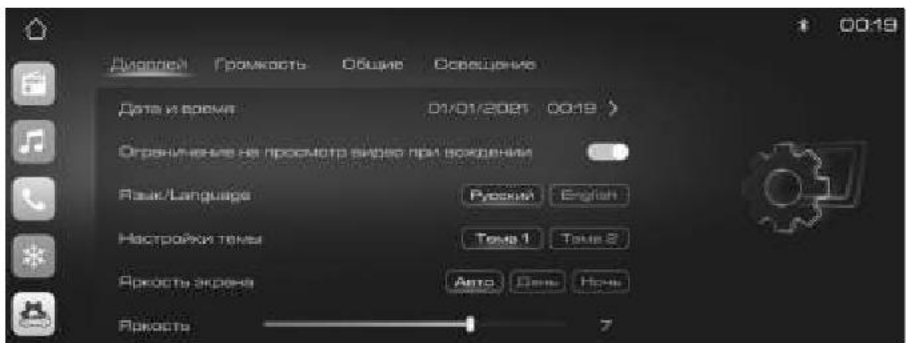 00:19
Дисплей Громкость Общие Освещение
Дата и время 01/01/2021 00:19 >
Ограничение на просмотр видео при вождении
Язык/Language Русский English
Настройки темы Тема 1 Тема 2
Яркость экрана Авто День Ночь
Яркость 7